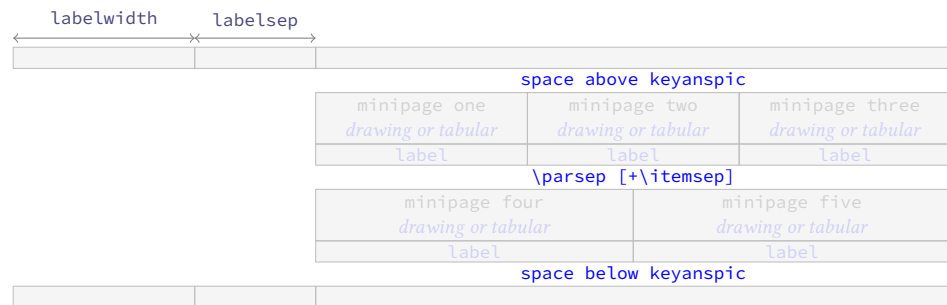 labelwidth labelsep
space above keyanspic
minipage one minipage two minipage three
drawing or tabular drawing or tabular drawing or tabular
label label label
\parsep [+\itemsep]
minipage four minipage five
drawing or tabular drawing or tabular
label label
space below keyanspic